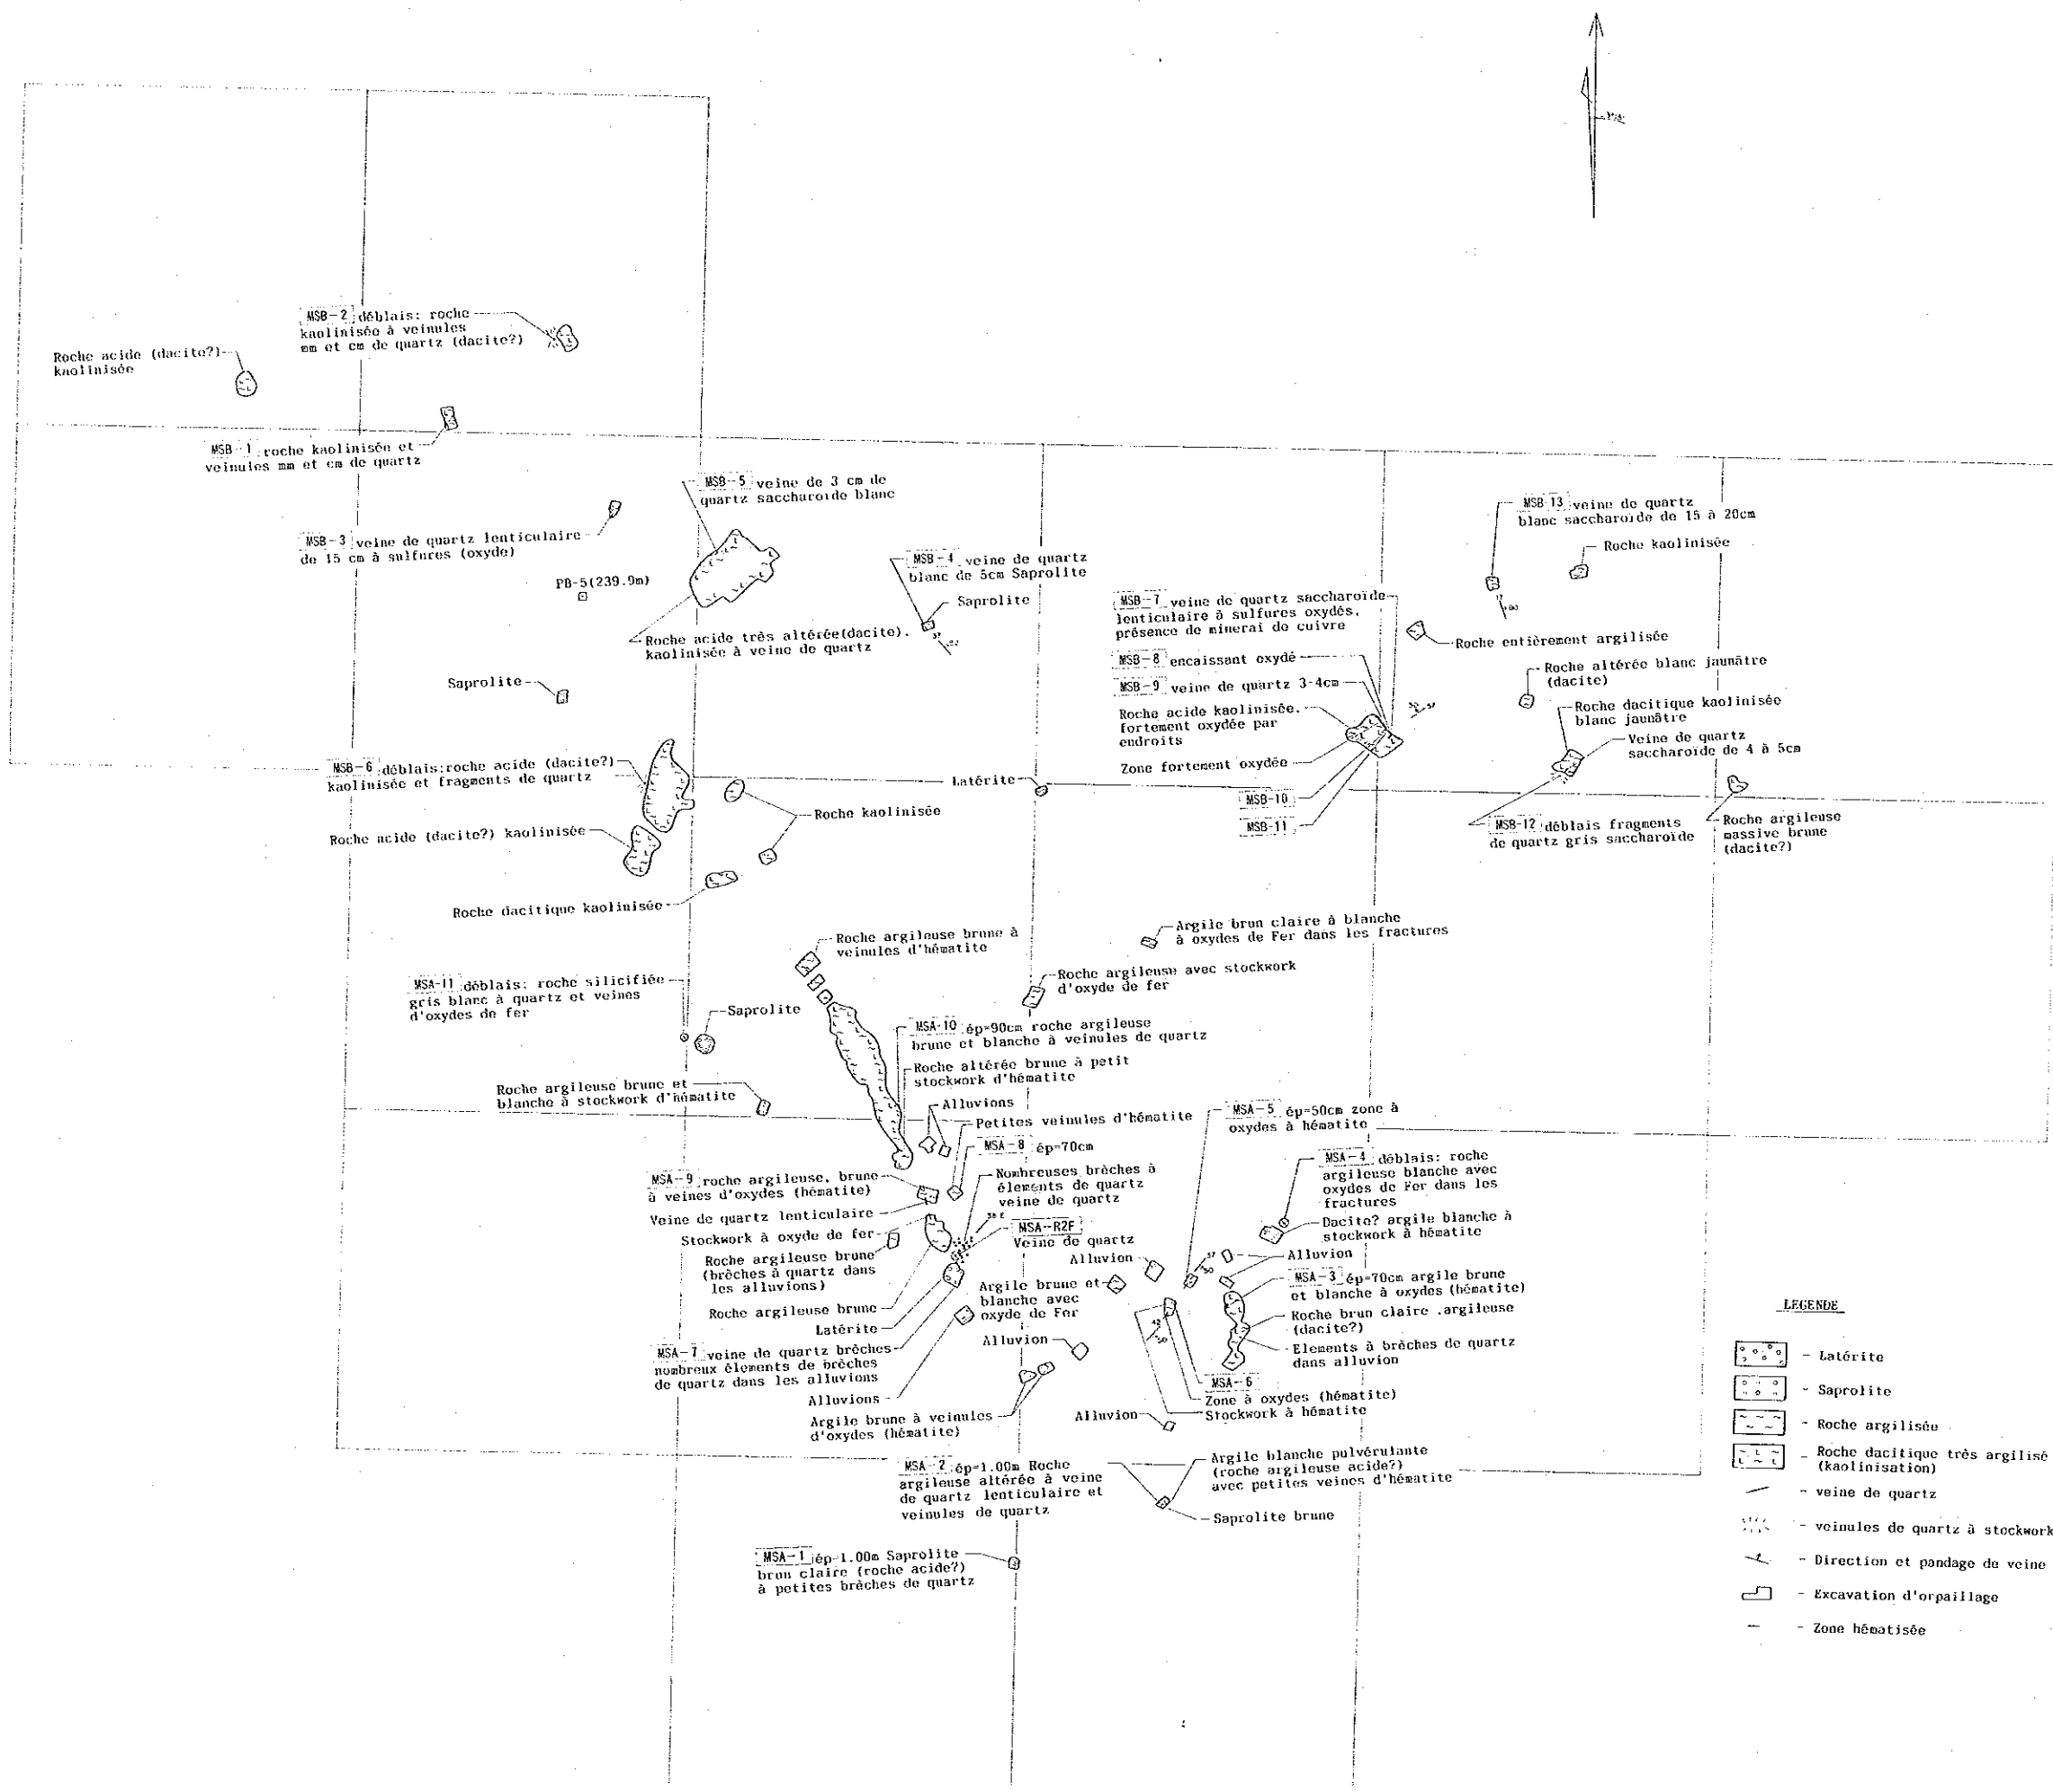 MSB-2 déblais: roche
kaolinisée à veinules
mm et cm de quartz (dacite?)
Roche acide (dacite?)
kaolinisée
MSB-1 roche kaolinisée et
veinules mm et cm de quartz
MSB-5 veine de 3 cm de
quartz saccharoide blanc
MSB-3 veine de quartz lenticulaire
de 15 cm à sulfures (oxyde)
PB-5(239.9m)
MSB-4 veine de quartz
blanc de 5cm Saprolite
Saprolite
MSB-13 veine de quartz
blanc saccharoide de 15 à 20cm
Roche kaolinisée
MSB-7 veine de quartz saccharoïde
lenticulaire à sulfures oxydés,
présence de minerai de cuivre
Roche entièrement argilisée
Roche acide très altérée(dacite),
kaolinisée à veine de quartz
MSB-8 encaissant oxydé
MSB-9 veine de quartz 3-4cm
Roche altérée blanc jaunâtre
(dacite)
Saprolite
Roche acide kaolinisée,
fortement oxydée par
endroits
Zone fortement oxydée
Roche dacitique kaolinisée
blanc jaunâtre
Veine de quartz
saccharoïde de 4 à 5cm
MSB-6 déblais:roche acide (dacite?)
kaolinisée et fragments de quartz
Latérite
MSB-10
MSB-11
Roche kaolinisée
Roche acide (dacite?) kaolinisée
MSB-12 déblais fragments
de quartz gris saccharoïde
Roche argileuse
massive brune
(dacite?)
Roche dacitique kaolinisée
Roche argileuse brune à
veinules d'hématite
Argile brun claire à blanche
à oxydes de Fer dans les fractures
MSA-11 déblais: roche silicifiée
gris blanc à quartz et veines
d'oxydes de fer
Roche argileuse avec stockwork
d'oxyde de fer
Saprolite
MSA-10 ép=90cm roche argileuse
brune et blanche à veinules de quartz
Roche altérée brune à petit
stockwork d'hématite
Roche argileuse brune et
blanche à stockwork d'hématite
Alluvions
Petites veinules d'hématite
MSA-5 ép=50cm zone à
oxydes à hématite
MSA-8 ép=70cm
MSA-9 roche argileuse, brune
à veines d'oxydes (hématite)
Nombreuses brèches à
élements de quartz
veine de quartz
MSA-4 déblais: roche
argileuse blanche avec
oxydes de Fer dans les
fractures
Veine de quartz lenticulaire
Stockwork à oxyde de fer
MSA-R2F
Veine de quartz
Dacite? argile blanche à
stockwork à hématite
Roche argileuse brune
(brèches à quartz dans
les alluvions)
Alluvion
Alluvion
Roche argileuse brune
Argile brune et
blanche avec
oxyde de Fer
MSA-3 ép=70cm argile brune
et blanche à oxydes (hématite)
Latérite
Roche brun claire .argileuse
(dacite?)
MSA-7 veine de quartz brèches
nombreux élements de brèches
de quartz dans les alluvions
Alluvion
Elements à brèches de quartz
dans alluvion
Alluvions
MSA-6
Zone à oxydes (hématite)
Stockwork à hématite
Argile brune à veinules
d'oxydes (hématite)
Alluvion
MSA-2 ép=1.00m Roche
argileuse altérée à veine
de quartz lenticulaire et
veinules de quartz
Argile blanche pulvérulante
(roche argileuse acide?)
avec petites veines d'hématite
Saprolite brune
MSA-1 ép=1.00m Saprolite
brun claire (roche acide?)
à petites brèches de quartz
LEGENDE
- Latérite
- Saprolite
- Roche argilisée
- Roche dacitique très argilisé
(kaolinisation)
- veine de quartz
- veinules de quartz à stockwork
- Direction et pandage de veine
- Excavation d'orpaillage
- Zone hématisée